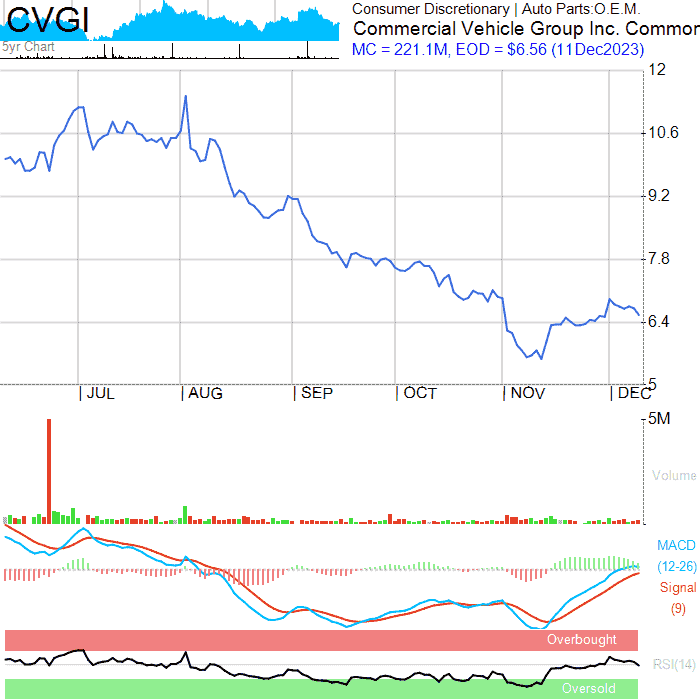 CVGI
5yr Chart
Consumer Discretionary | Auto Parts:O.E.M.
Commercial Vehicle Group Inc. Common
MC = 221.1M, EOD = $6.56 (11Dec2023)
12
10.6
9.2
7.8
6.4
5
| JUL | AUG | SEP | OCT | NOV | DEC
5M
Volume
MACD
(12-26)
Signal
(9)
Overbought
RSI(14)
Oversold